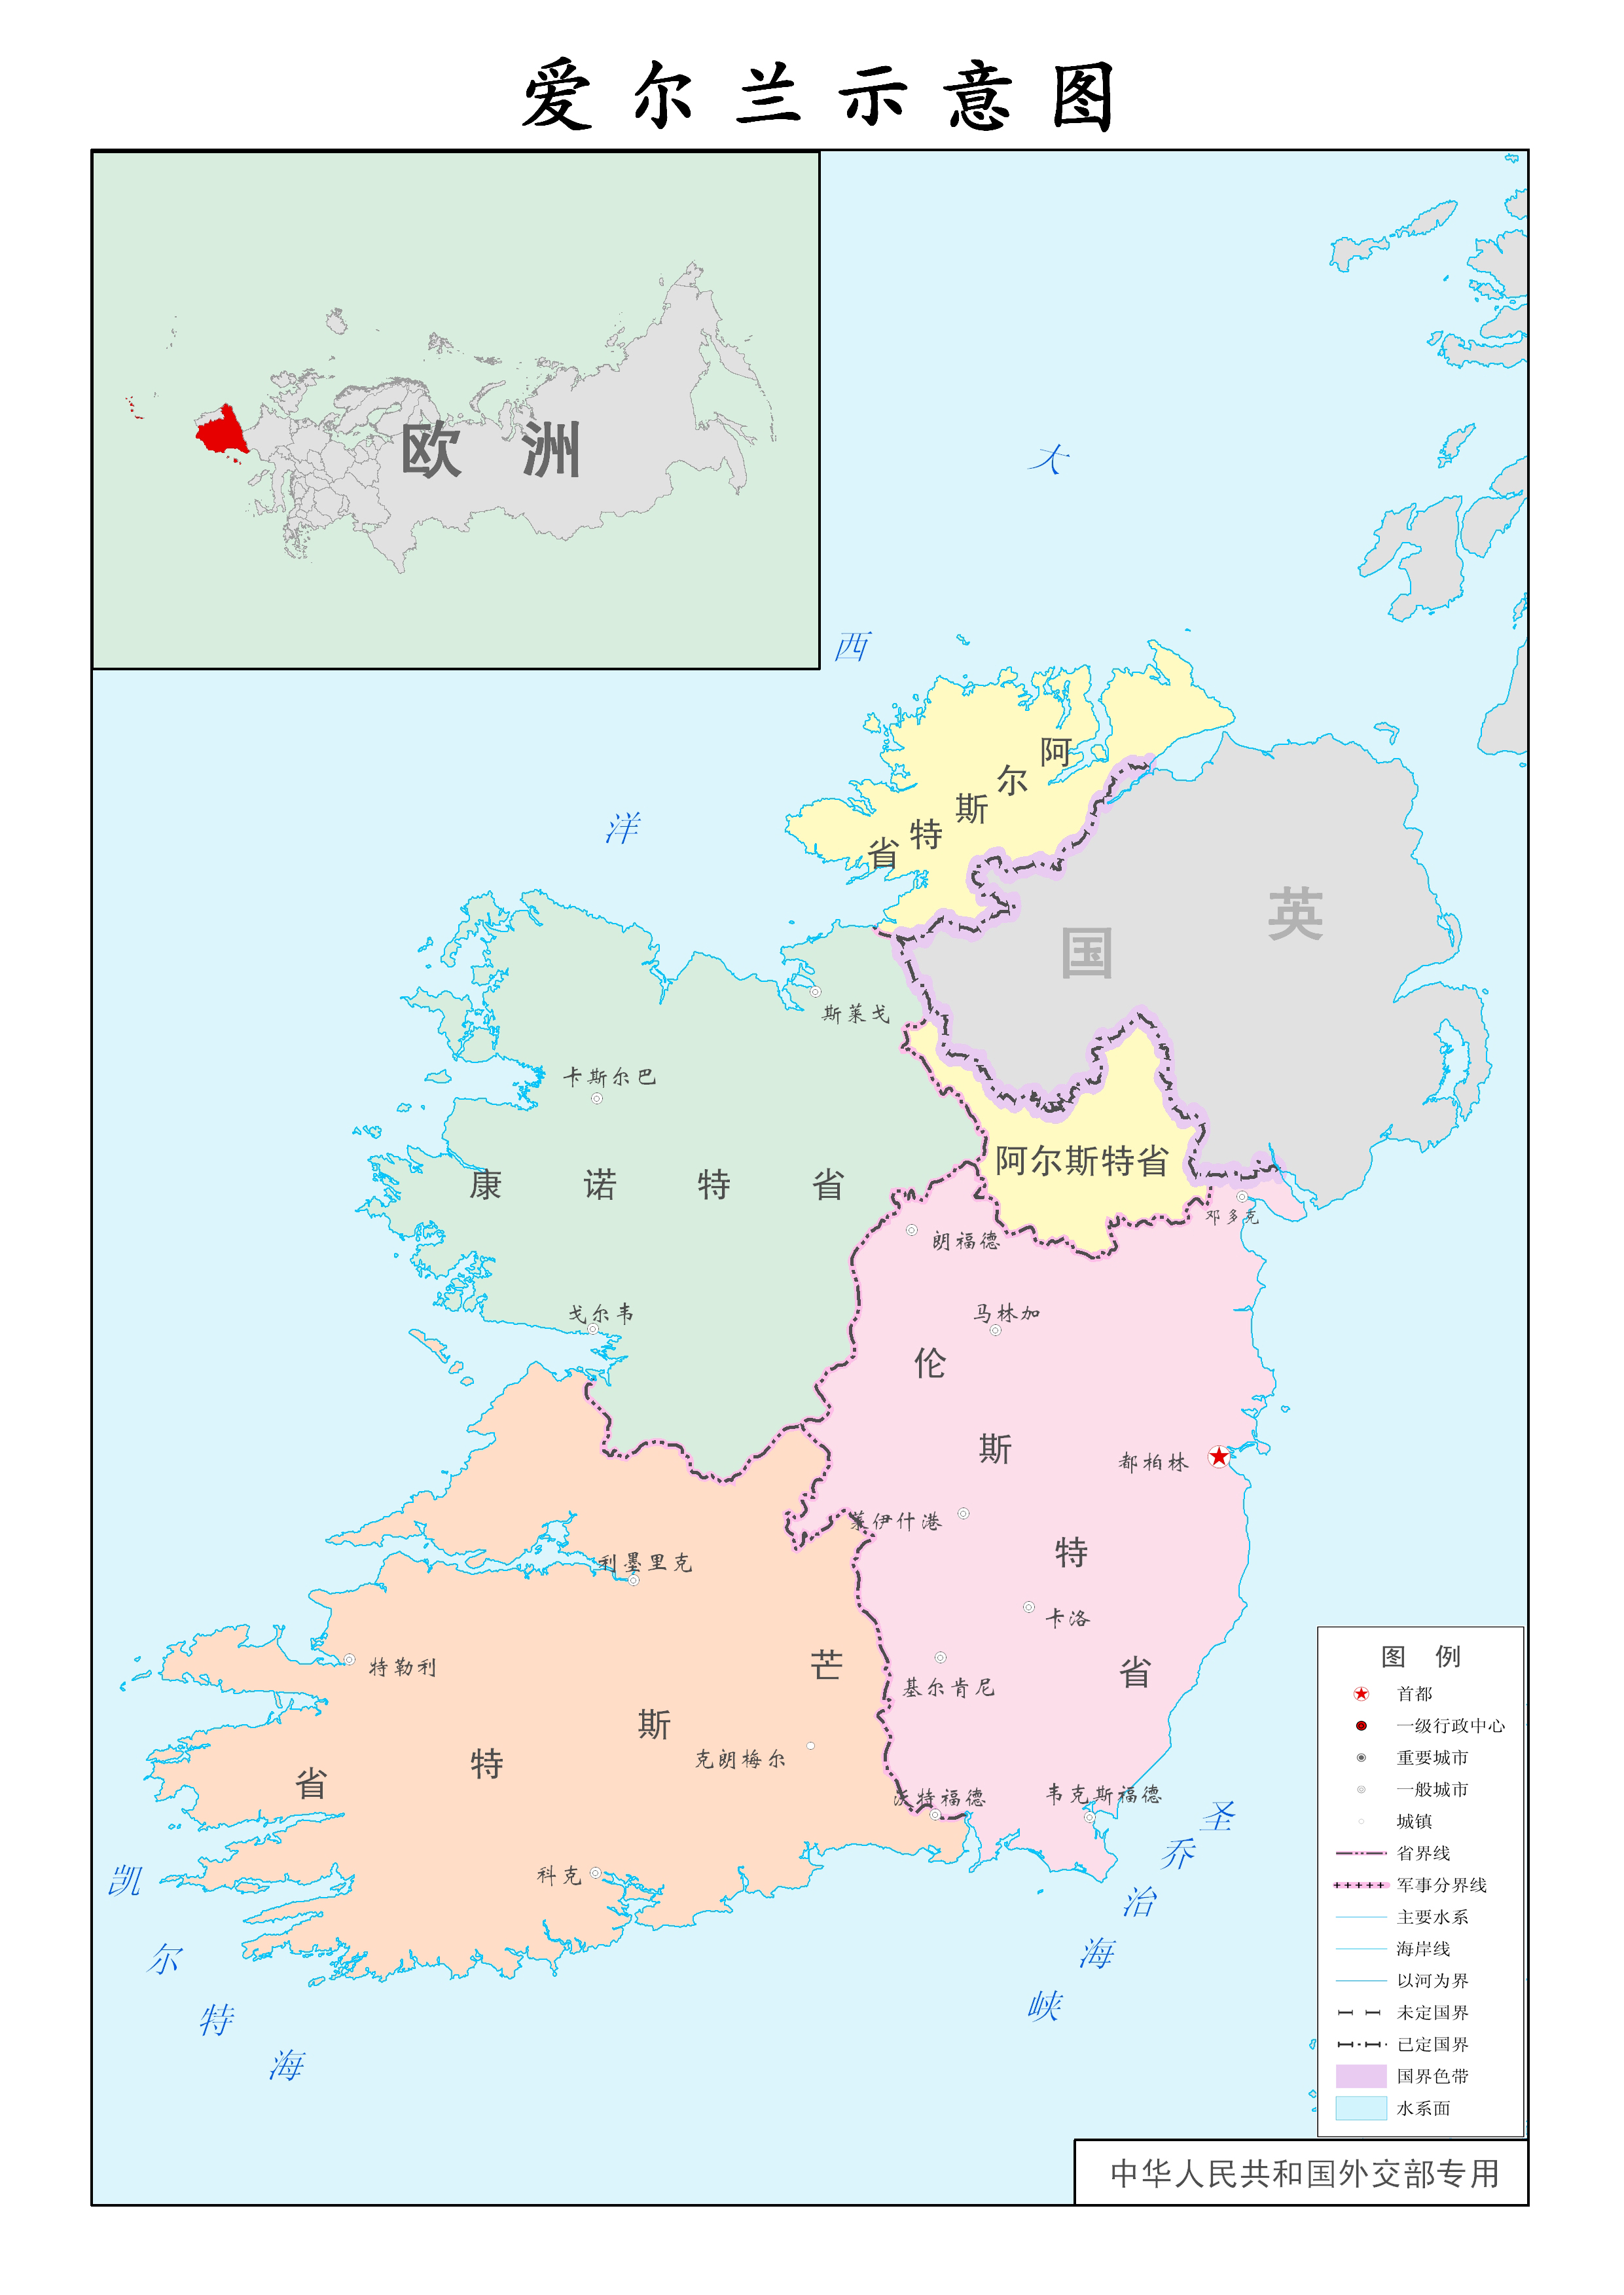 爱尔兰示意图
欧洲
大
西
洋
阿尔斯特省
英
国
斯莱戈
卡斯尔巴
阿尔斯特省
康诺特省
邓多克
朗福德
戈尔韦
马林加
伦
斯
特
省
都柏林
莱伊什港
利墨里克
卡洛
特勒利
基尔肯尼
芒
斯
特
省
克朗梅尔
沃特福德
韦克斯福德
科克
圣
乔
治
海
峡
凯
尔
特
海
图例
首都
一级行政中心
重要城市
一般城市
城镇
省界线
军事分界线
主要水系
海岸线
以河为界
未定国界
已定国界
国界色带
水系面
中华人民共和国外交部专用